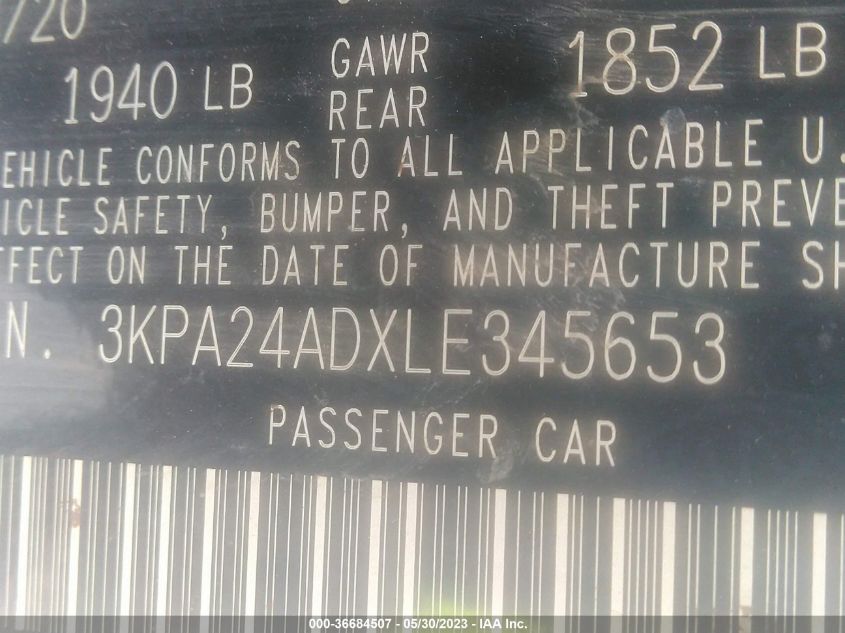 /20
1940 LB GAWR REAR 1852 LB
EHICLE CONFORMS TO ALL APPLICABLE U.
ICLE SAFETY, BUMPER, AND THEFT PREVE
FFECT ON THE DATE OF MANUFACTURE SH
N. 3KPA24ADXLE345653
PASSENGER CAR
000-36684507 - 05/30/2023 - IAA Inc.